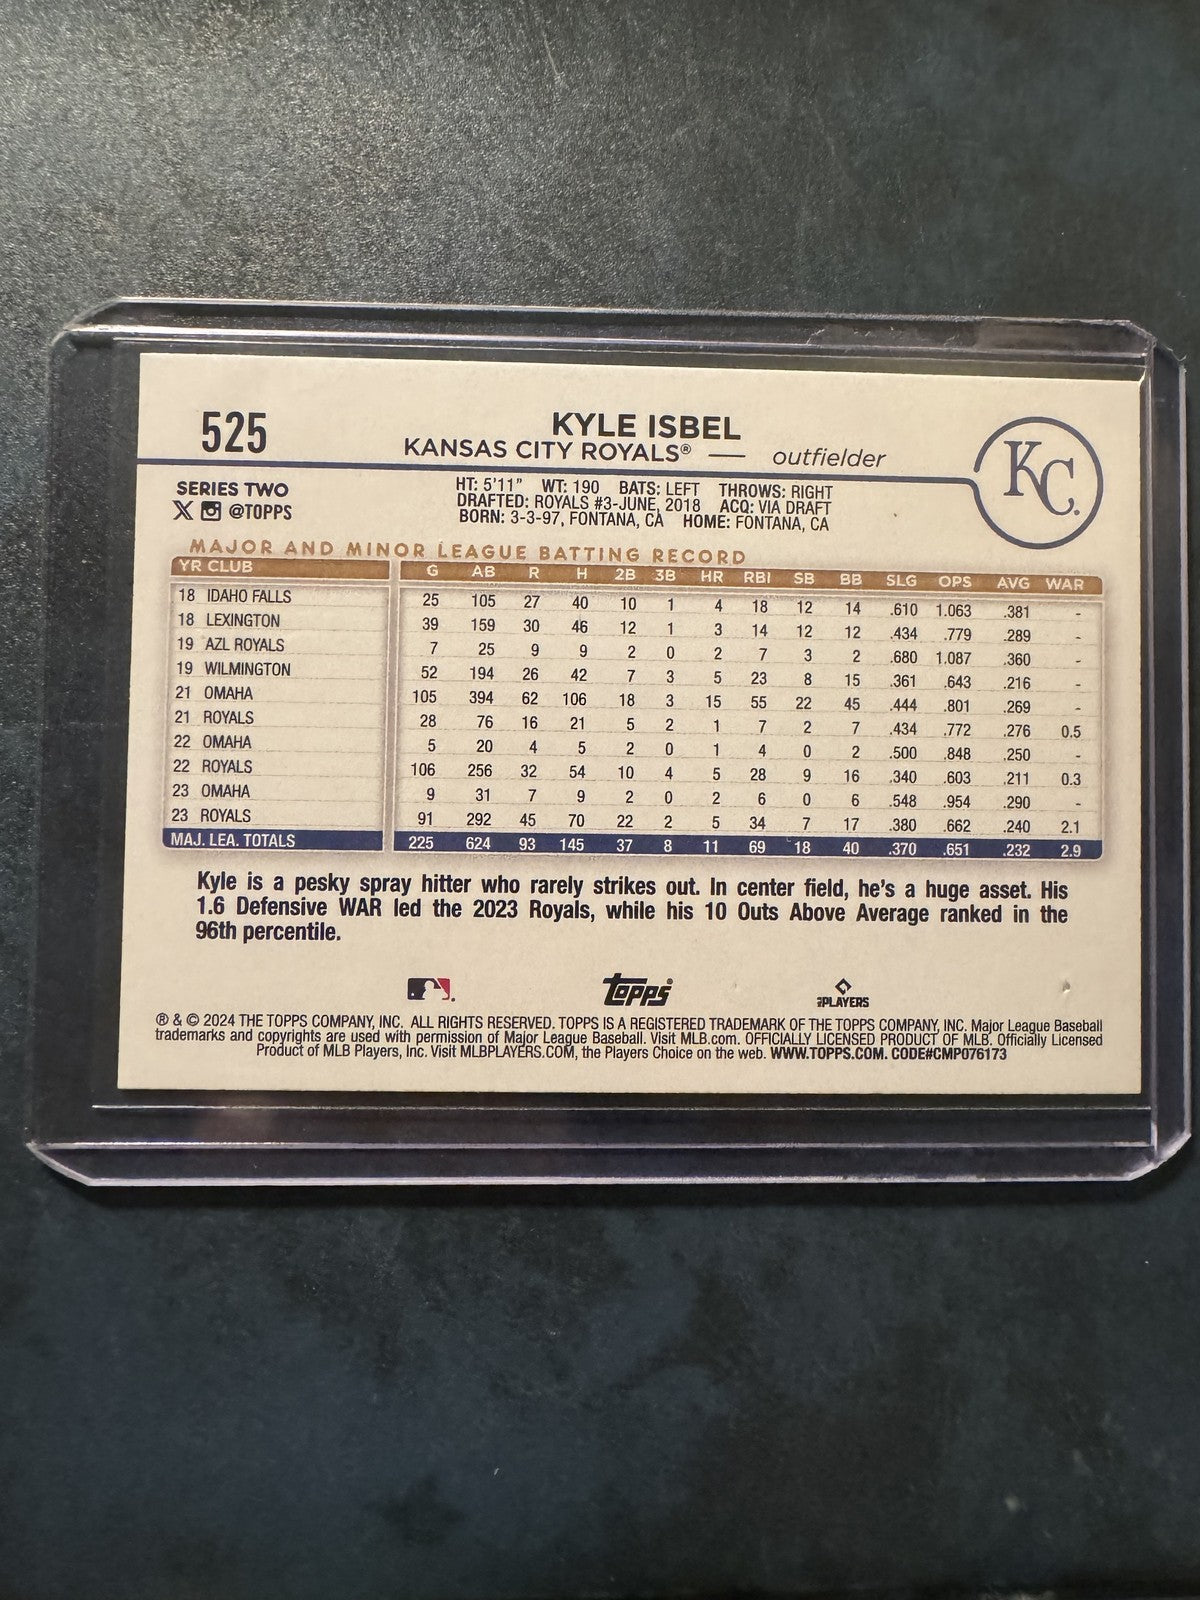 525
KYLE ISBEL
KANSAS CITY ROYALS® — outfielder
KC
SERIES TWO
X @TOPPS
HT: 5'11" WT: 190 BATS: LEFT THROWS: RIGHT
DRAFTED: ROYALS #3-JUNE, 2018 ACQ: VIA DRAFT
BORN: 3-3-97, FONTANA, CA HOME: FONTANA, CA
MAJOR AND MINOR LEAGUE BATTING RECORD
YR CLUB G AB R H 2B 3B HR RBI SB BB SLG OPS AVG WAR
18 IDAHO FALLS 25 105 27 40 10 1 4 18 12 14 .610 1.063 .381 -
18 LEXINGTON 39 159 30 46 12 1 3 14 12 12 .434 .779 .289 -
19 AZL ROYALS 7 25 9 9 2 0 2 7 3 2 .680 1.087 .360 -
19 WILMINGTON 52 194 26 42 7 3 5 23 8 15 .361 .643 .216 -
21 OMAHA 105 394 62 106 18 3 15 55 22 45 .444 .801 .269 -
21 ROYALS 28 76 16 21 5 2 1 7 2 7 .434 .772 .276 0.5
22 OMAHA 5 20 4 5 2 0 1 4 0 2 .500 .848 .250 -
22 ROYALS 106 256 32 54 10 4 5 28 9 16 .340 .603 .211 0.3
23 OMAHA 9 31 7 9 2 0 2 6 0 6 .548 .954 .290 -
23 ROYALS 91 292 45 70 22 2 5 34 7 17 .380 .662 .240 2.1
MAJ. LEA. TOTALS 225 624 93 145 37 8 11 69 18 40 .370 .651 .232 2.9
Kyle is a pesky spray hitter who rarely strikes out. In center field, he's a huge asset. His
1.6 Defensive WAR led the 2023 Royals, while his 10 Outs Above Average ranked in the
96th percentile.
Topps®
PLAYERS
® & © 2024 THE TOPPS COMPANY, INC. ALL RIGHTS RESERVED. TOPPS IS A REGISTERED TRADEMARK OF THE TOPPS COMPANY, INC. Major League Baseball
trademarks and copyrights are used with permission of Major League Baseball. Visit MLB.com. OFFICIALLY LICENSED PRODUCT OF MLB. Officially Licensed
Product of MLB Players, Inc. Visit MLBPLAYERS.COM, the Players Choice on the web. WWW.TOPPS.COM. CODE#CMP076173